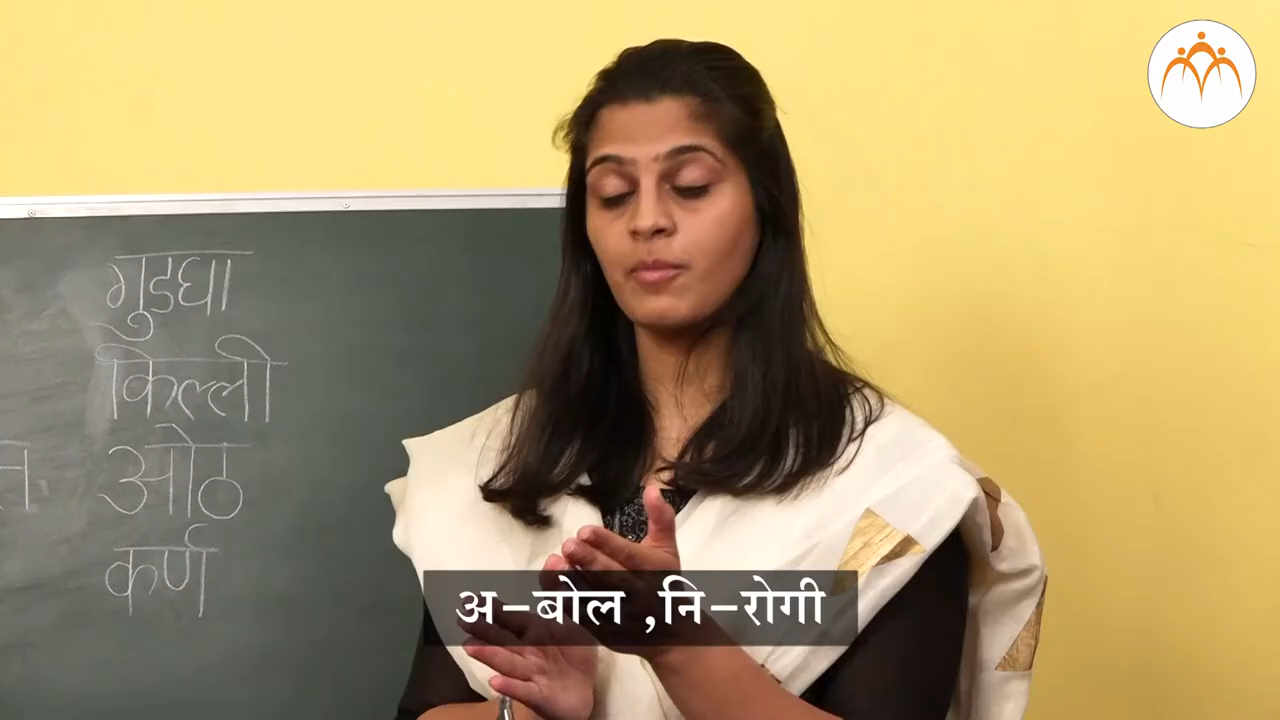 गुडघा
किल्ली
ओठ
कर्ण
अ–बोल ,नि–रोगी